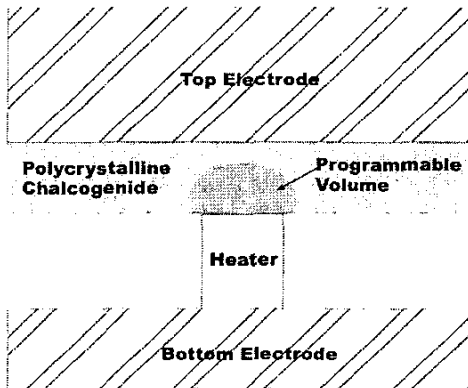 Top Electrode
Polycrystalline
Chalcogenide
Programmable
Volume
Heater
Bottom Electrode